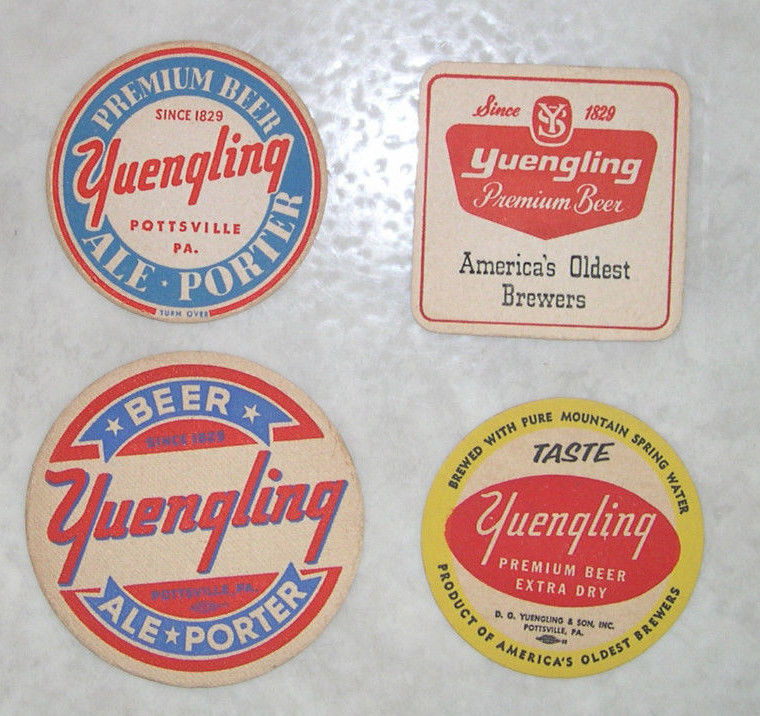 PREMIUM BEER
SINCE 1829
Yuengling
POTTSVILLE
PA.
ALE · PORTER
TURN OVER
Since YS 1829
Yuengling
Premium Beer
America's Oldest
Brewers
BEER
SINCE 1829
Yuengling
POTTSVILLE, PA.
ALE ★ PORTER
BREWED WITH PURE MOUNTAIN SPRING WATER
TASTE
Yuengling
PREMIUM BEER
EXTRA DRY
D. G. YUENGLING & SON, INC.
POTTSVILLE, PA.
PRODUCT OF AMERICA'S OLDEST BREWERS